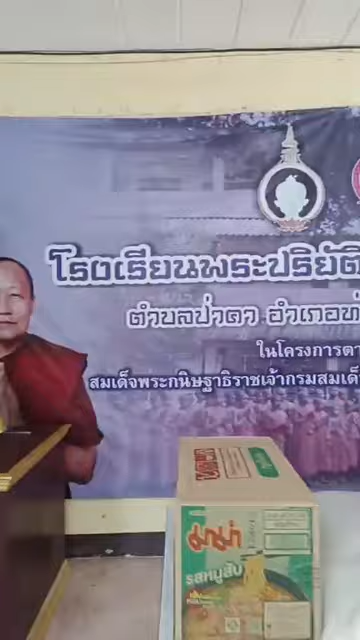 โรงเรียนพระปริยัติ
ตำบลป่าคา อำเภอท่
ในโครงการตา
สมเด็จพระกนิษฐาธิราชเจ้ากรมสมเด็
มาม่า
รสหมูสับ